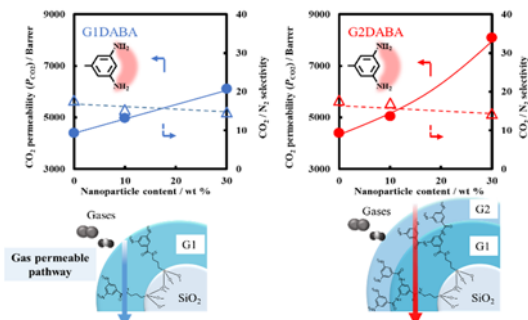 G1DABA
NH2
NH2
9000
7000
5000
3000
CO2 permeability (PCO2) / Barrer
40
30
20
10
0
CO2 / N2 selectivity
0
10
20
30
Nanoparticle content / wt %
G2DABA
NH2
NH2
9000
7000
5000
3000
CO2 permeability (PCO2) / Barrer
40
30
20
10
0
CO2 / N2 selectivity
0
10
20
30
Nanoparticle content / wt %
Gases
Gas permeable
pathway
G1
SiO2
Gases
G2
G1
SiO2